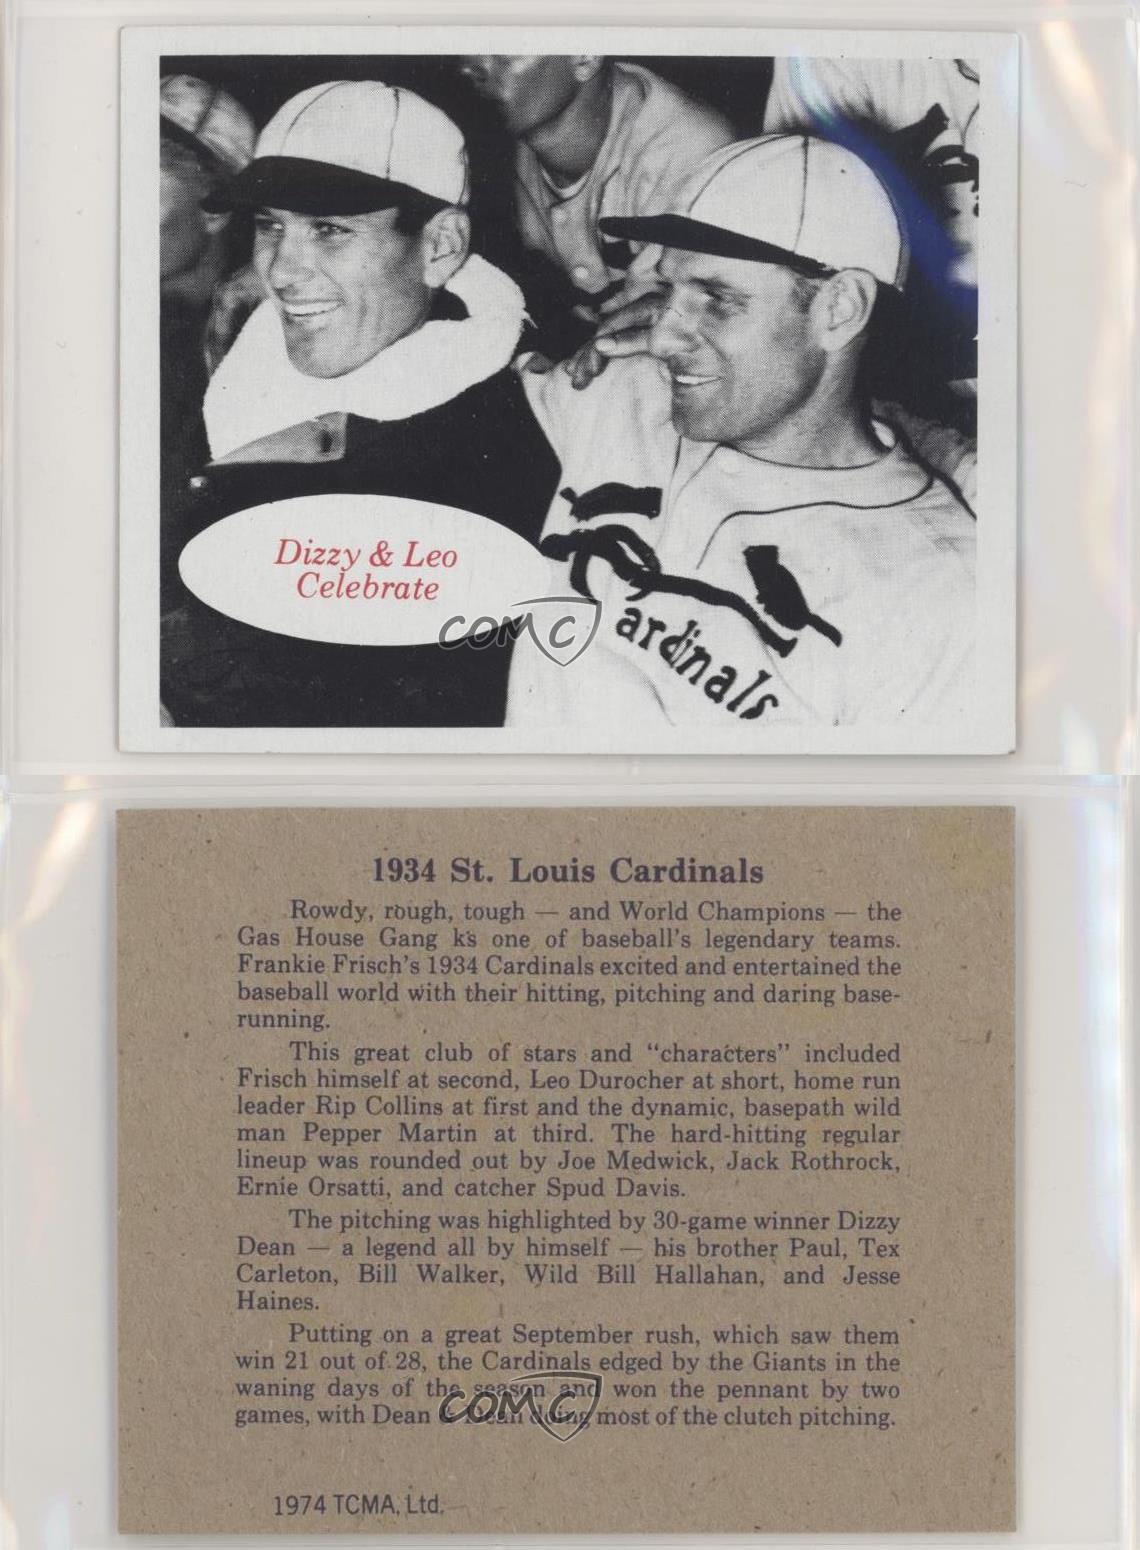 Dizzy & Leo
Celebrate
COMC
Cardinals
1934 St. Louis Cardinals
Rowdy, rough, tough — and World Champions — the
Gas House Gang ks one of baseball's legendary teams.
Frankie Frisch's 1934 Cardinals excited and entertained the
baseball world with their hitting, pitching and daring base-
running.
This great club of stars and "characters" included
Frisch himself at second, Leo Durocher at short, home run
leader Rip Collins at first and the dynamic, basepath wild
man Pepper Martin at third. The hard-hitting regular
lineup was rounded out by Joe Medwick, Jack Rothrock,
Ernie Orsatti, and catcher Spud Davis.
The pitching was highlighted by 30-game winner Dizzy
Dean — a legend all by himself — his brother Paul, Tex
Carleton, Bill Walker, Wild Bill Hallahan, and Jesse
Haines.
Putting on a great September rush, which saw them
win 21 out of 28, the Cardinals edged by the Giants in the
waning days of the season and won the pennant by two
games, with Dean & Dean doing most of the clutch pitching.
COMC
1974 TCMA, Ltd.